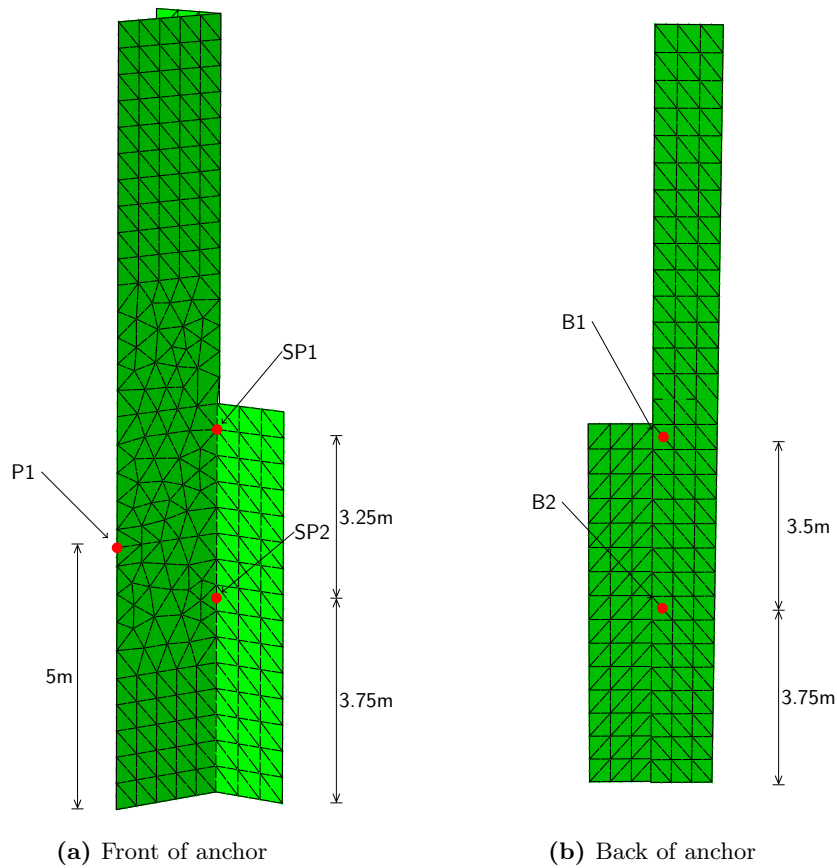 SP1
P1
SP2
3.25m
5m
3.75m
(a) Front of anchor
B1
B2
3.5m
3.75m
(b) Back of anchor